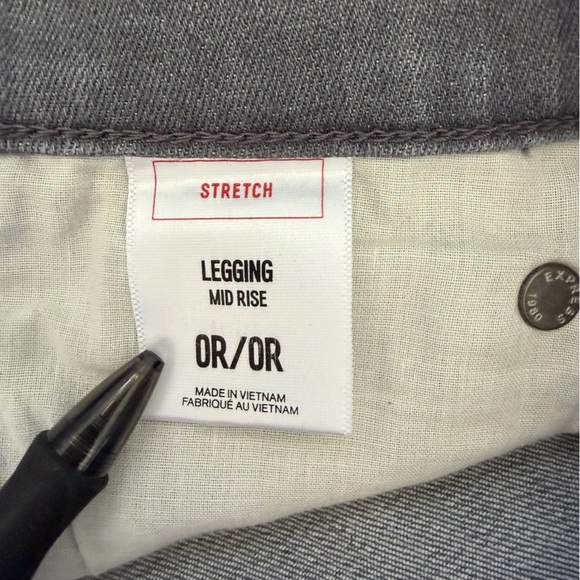 STRETCH
LEGGING
MID RISE
0R/0R
MADE IN VIETNAM
FABRIQUÉ AU VIETNAM
EXPRESS
1980